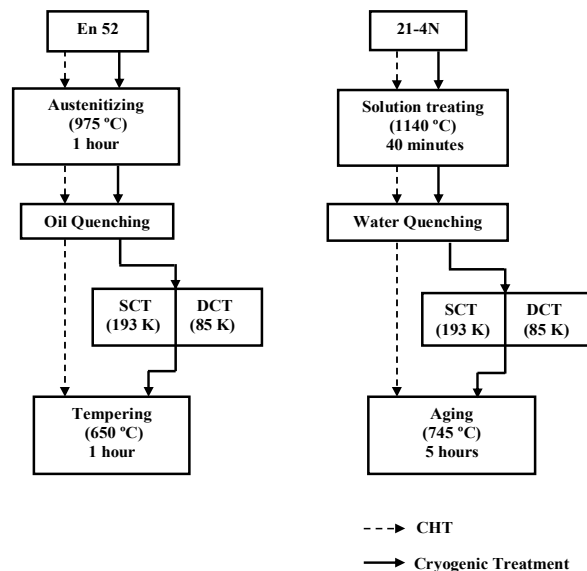 En 52
Austenitizing
(975 ºC)
1 hour
Oil Quenching
SCT
(193 K)
DCT
(85 K)
Tempering
(650 ºC)
1 hour
21-4N
Solution treating
(1140 ºC)
40 minutes
Water Quenching
SCT
(193 K)
DCT
(85 K)
Aging
(745 ºC)
5 hours
CHT
Cryogenic Treatment